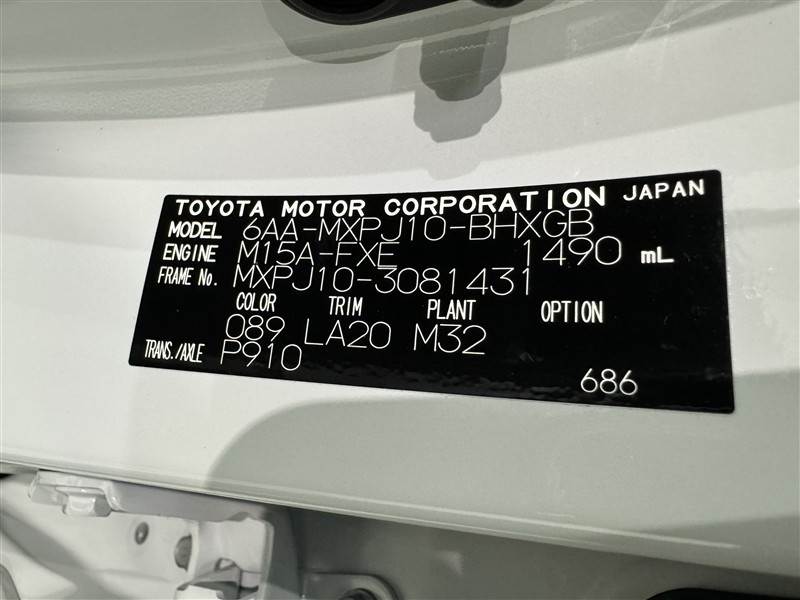 TOYOTA MOTOR CORPORATION JAPAN
MODEL 6AA-MXPJ10-BHXGB
ENGINE M15A-FXE 1490 mL
FRAME No. MXPJ10-3081431
COLOR TRIM PLANT OPTION
089 LA20 M32
TRANS./AXLE P910
686